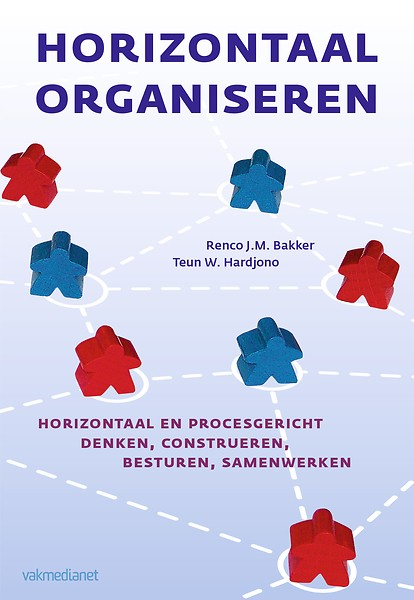 HORIZONTAAL
ORGANISEREN
Renco J.M. Bakker
Teun W. Hardjono
HORIZONTAAL EN PROCESGERICHT
DENKEN, CONSTRUEREN,
BESTUREN, SAMENWERKEN
vakmedianet